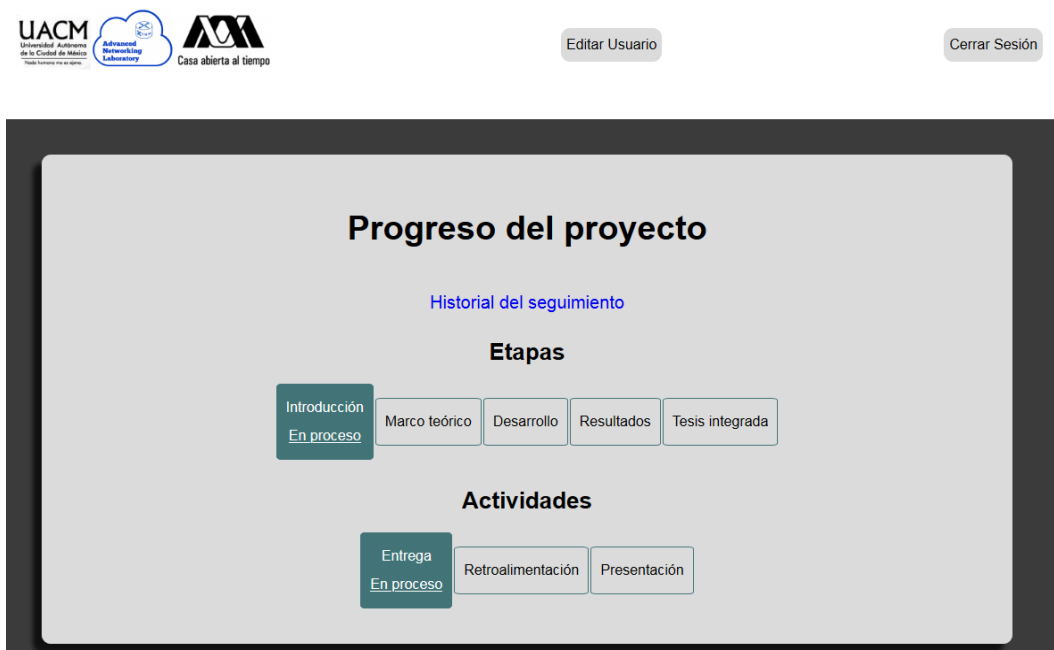 UACM
Universidad Autónoma
de la Ciudad de México
Nada humano me es ajeno
Advanced
Networking
Laboratory
Casa abierta al tiempo
Editar Usuario
Cerrar Sesión
Progreso del proyecto
Historial del seguimiento
Etapas
Introducción
En proceso
Marco teórico
Desarrollo
Resultados
Tesis integrada
Actividades
Entrega
En proceso
Retroalimentación
Presentación